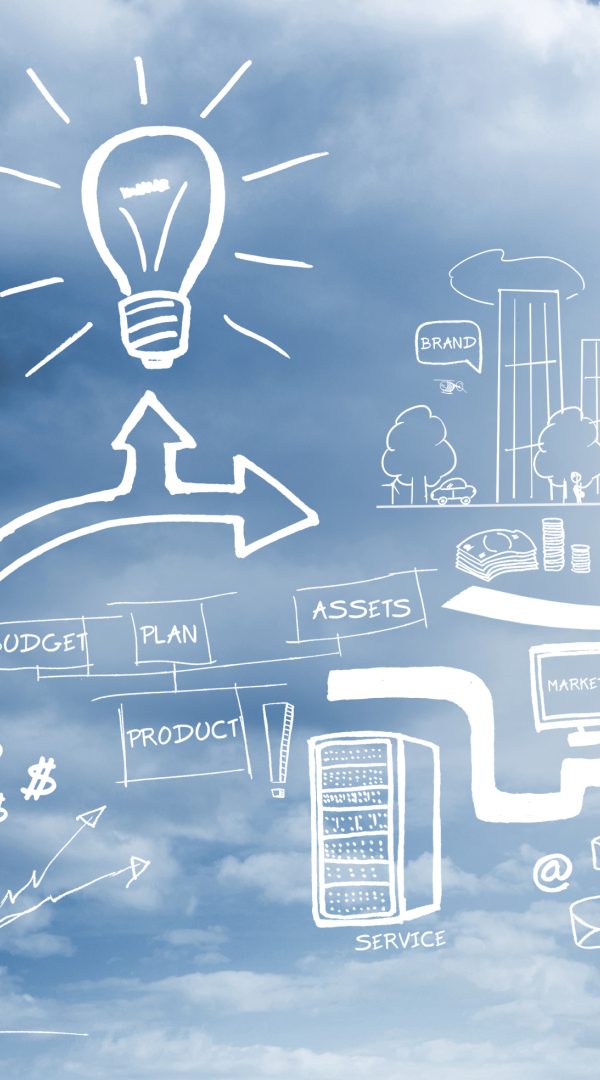 BRAND
BUDGET
PLAN
ASSETS
MARKET
PRODUCT
$
$
@
SERVICE